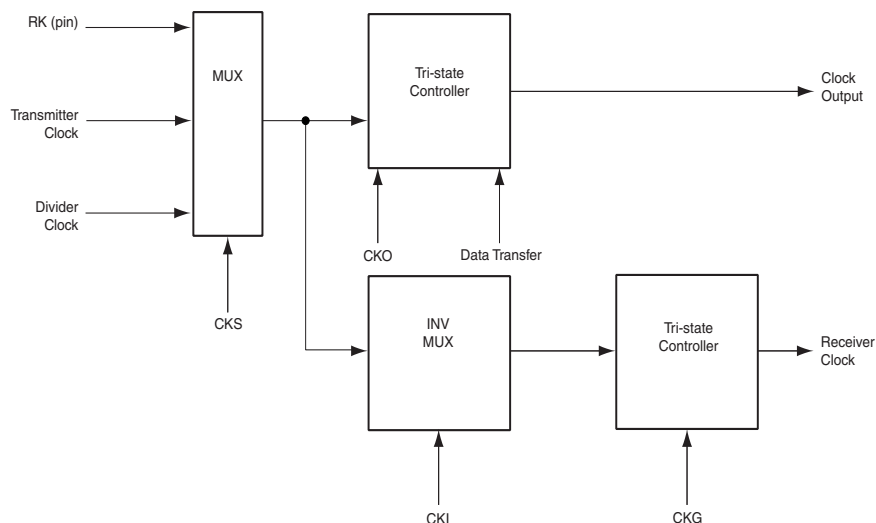 RK (pin)
MUX
Tri-state
Controller
Clock
Output
Transmitter
Clock
Divider
Clock
CKO
Data Transfer
CKS
INV
MUX
Tri-state
Controller
Receiver
Clock
CKI
CKG